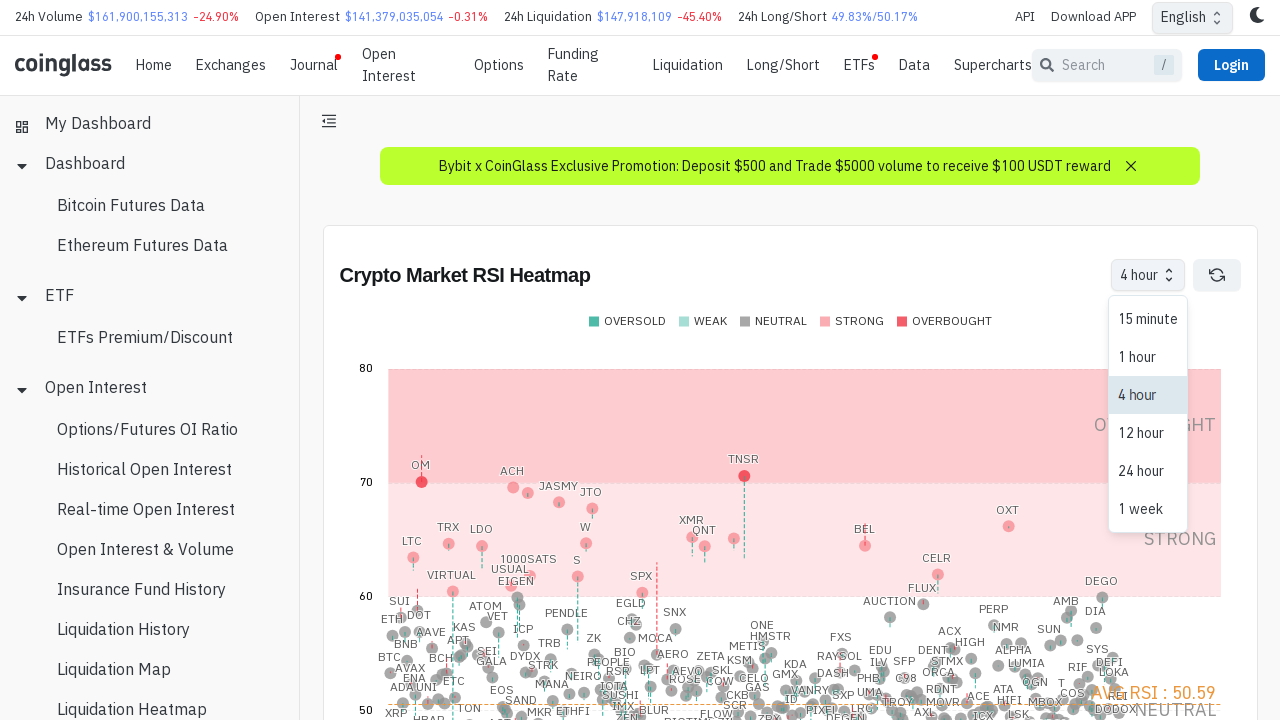 24h Volume $161,900,155,313 -24.90% Open Interest $141,379,035,054 -0.31% 24h Liquidation $147,918,109 -45.40% 24h Long/Short 49.83%/50.17% API Download APP English
coinglass Home Exchanges Journal Open Interest Options Funding Rate Liquidation Long/Short ETFs Data Supercharts Search / Login
My Dashboard
Dashboard
Bitcoin Futures Data
Ethereum Futures Data
ETF
ETFs Premium/Discount
Open Interest
Options/Futures OI Ratio
Historical Open Interest
Real-time Open Interest
Open Interest & Volume
Insurance Fund History
Liquidation History
Liquidation Map
Liquidation Heatmap
Bybit x CoinGlass Exclusive Promotion: Deposit $500 and Trade $5000 volume to receive $100 USDT reward
Crypto Market RSI Heatmap
4 hour
15 minute
1 hour
4 hour
12 hour
24 hour
1 week
OVERSOLD WEAK NEUTRAL STRONG OVERBOUGHT
80
70
60
50
STRONG
AVG RSI : 50.59
NEUTRAL
OM ACH JASMY JTO TNSR
LTC TRX LDO W XMR QNT BEL OXT
VIRTUAL 1000SATS USUAL EIGEN S SPX CELR DEGO
SUI ETH DOT ATOM VET PENDLE EGLD CHZ SNX AUCTION FLUX PERP AMB DIA
BNB AAVE KAS APT ICP TRB ZK MOCA ONE HMSTR FXS ACX HIGH NMR SUN
BTC AVAX BCH SEI GALA DYDX STRK PEOPLE BIO RSR LPT AERO METIS ZETA KSM KDA RAYSOL EDU ILV SFP DENT STMX ALPHA LUMIA SYS DEFI
ENA ADA UNI ETC EOS MANA NEIRO IOTA AEVO ROSE SKL COW CELO GAS GMX DASH PHB C98 ORCA RIF LOKA
XRP TON SAND MKR ETHFI SUSHI IMX BLUR CKB SCR FLOW ID VANRY SXP PIXEL UMA TROY LRC RDNT MOVR AXL ACE ATA HIFI LSK OGN T MBOX COS REI DODOX